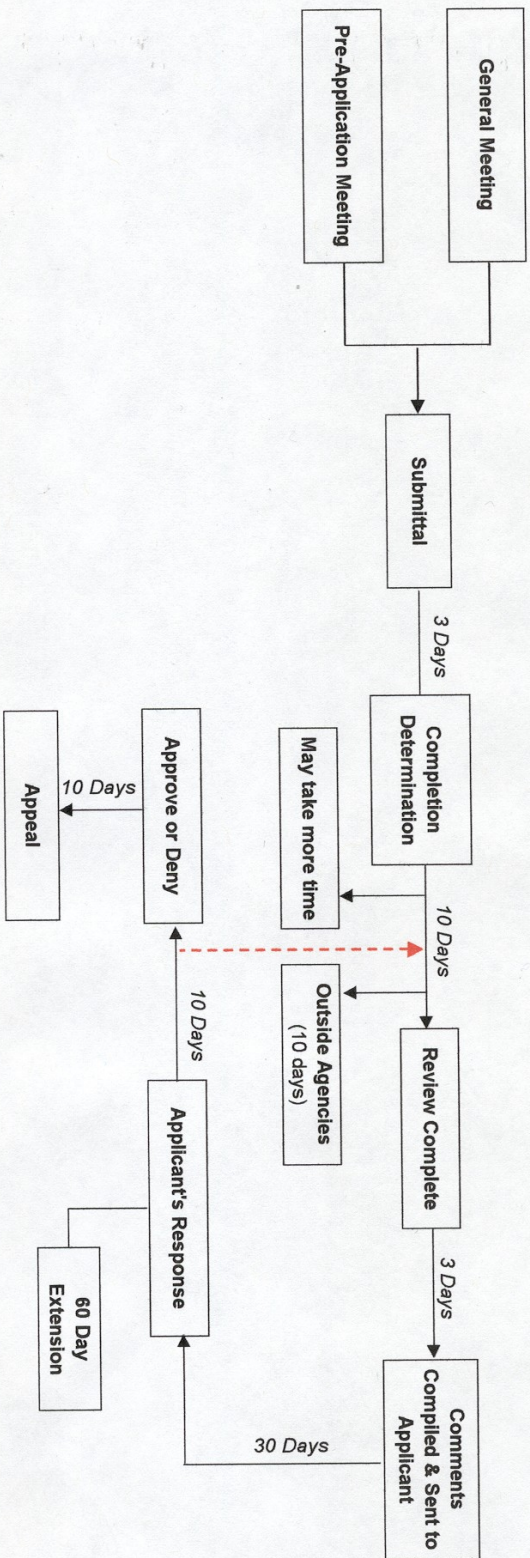 General Meeting
Pre-Application Meeting
Submittal
3 Days
Completion
Determination
May take more time
10 Days
Outside Agencies
(10 days)
Review Complete
3 Days
Comments
Compiled & Sent to
Applicant
30 Days
Applicant's Response
60 Day
Extension
10 Days
Approve or Deny
10 Days
Appeal